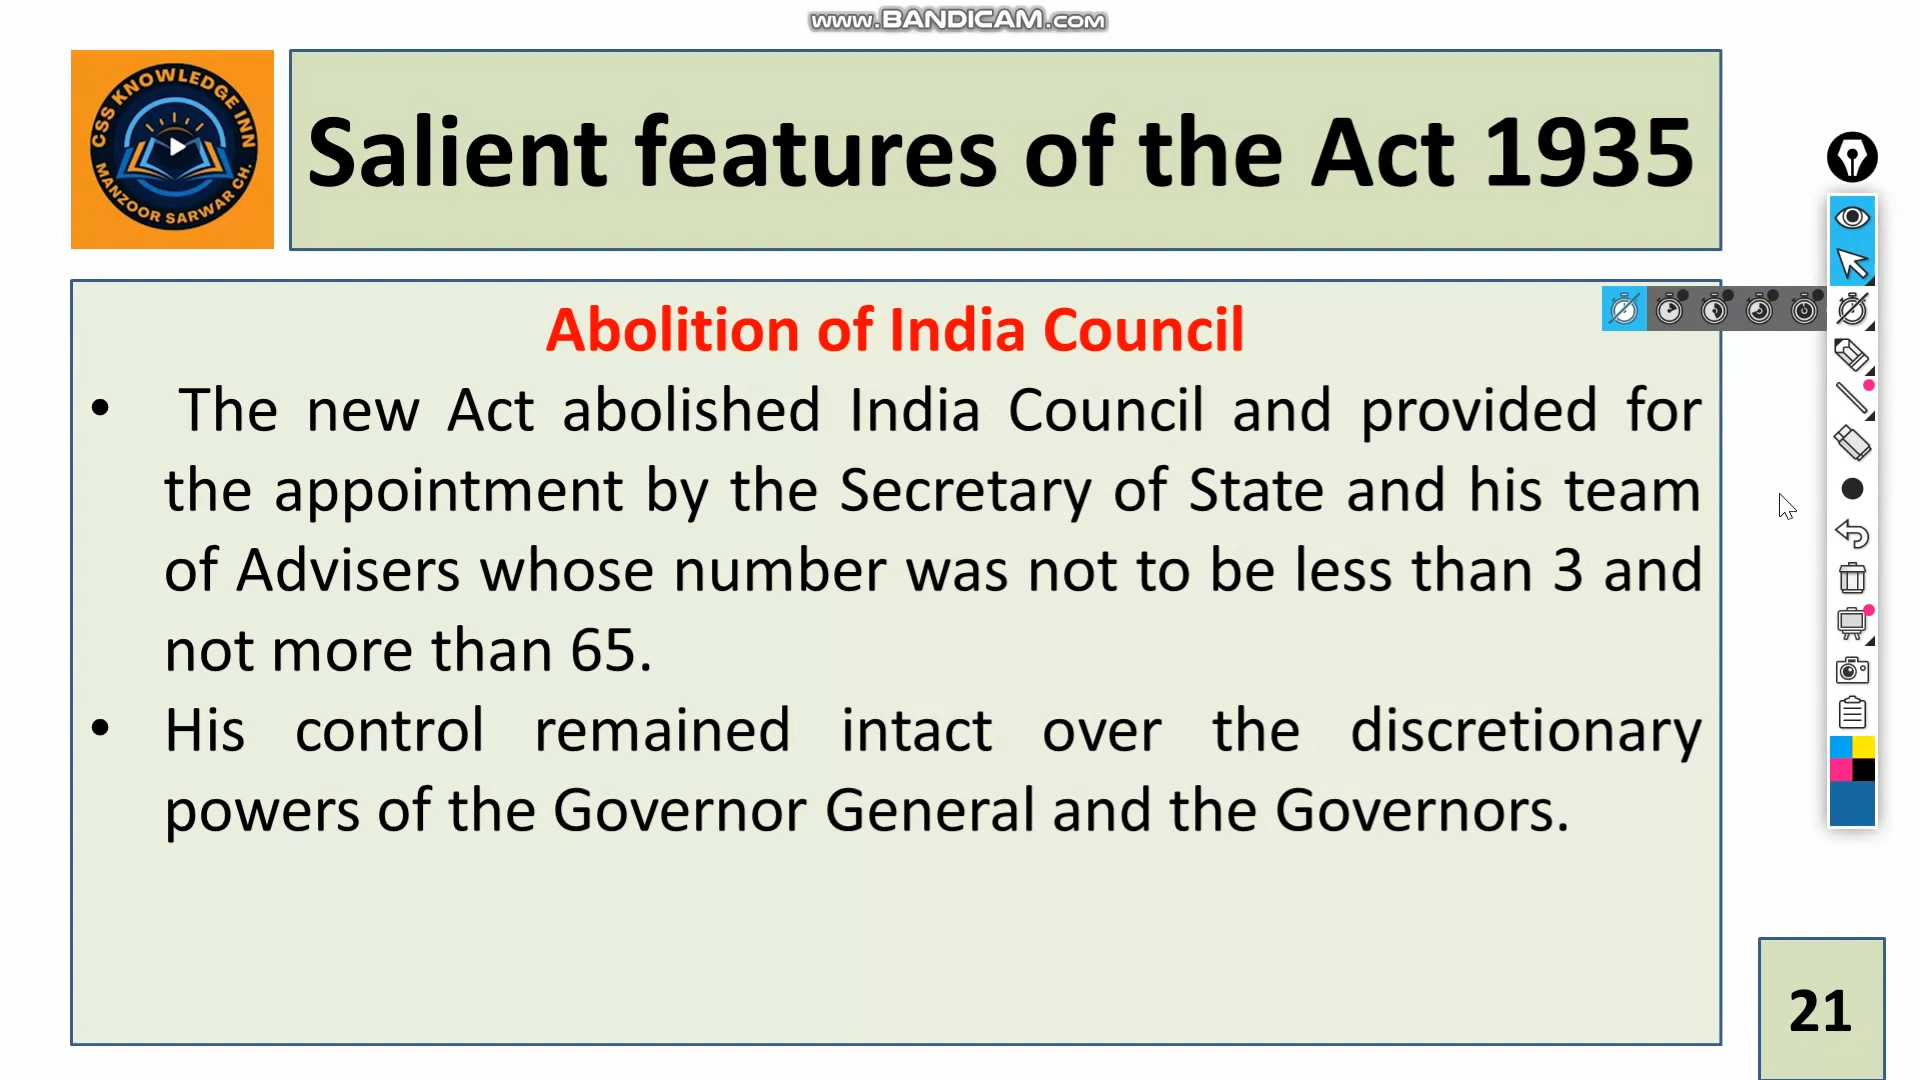 www.BANDICAM.com
CSS KNOWLEDGE INN
MANZOOR SARWAR CH.
Salient features of the Act 1935
Abolition of India Council
• The new Act abolished India Council and provided for
the appointment by the Secretary of State and his team
of Advisers whose number was not to be less than 3 and
not more than 65.
• His control remained intact over the discretionary
powers of the Governor General and the Governors.
21